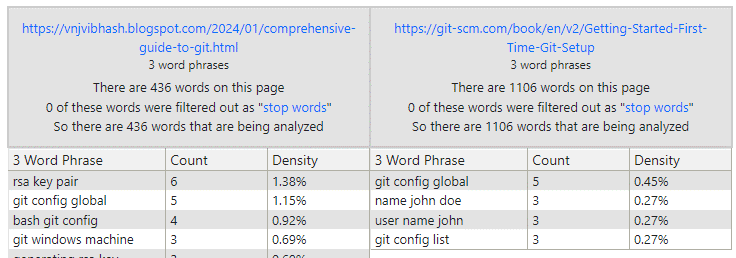 https://vnjvibhash.blogspot.com/2024/01/comprehensive-
guide-to-git.html
3 word phrases
There are 436 words on this page
0 of these words were filtered out as "stop words"
So there are 436 words that are being analyzed
https://git-scm.com/book/en/v2/Getting-Started-First-
Time-Git-Setup
3 word phrases
There are 1106 words on this page
0 of these words were filtered out as "stop words"
So there are 1106 words that are being analyzed
3 Word Phrase Count Density
rsa key pair 6 1.38%
git config global 5 1.15%
bash git config 4 0.92%
git windows machine 3 0.69%
generating rsa key 3 0.69%
3 Word Phrase Count Density
git config global 5 0.45%
name john doe 3 0.27%
user name john 3 0.27%
git config list 3 0.27%